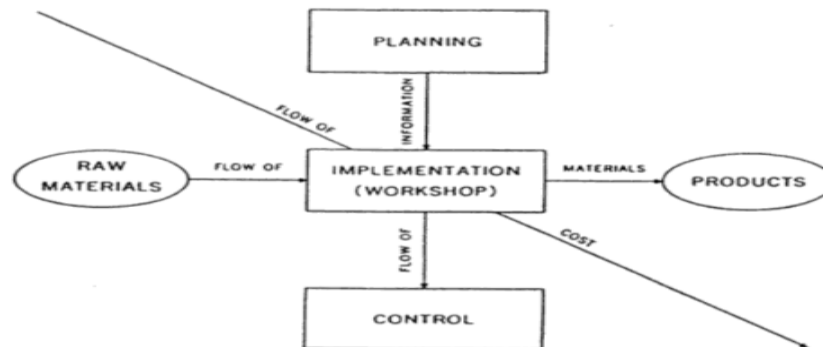 PLANNING
FLOW OF
INFORMATION
RAW
MATERIALS
FLOW OF
IMPLEMENTATION
(WORKSHOP)
MATERIALS
PRODUCTS
FLOW OF
COST
CONTROL